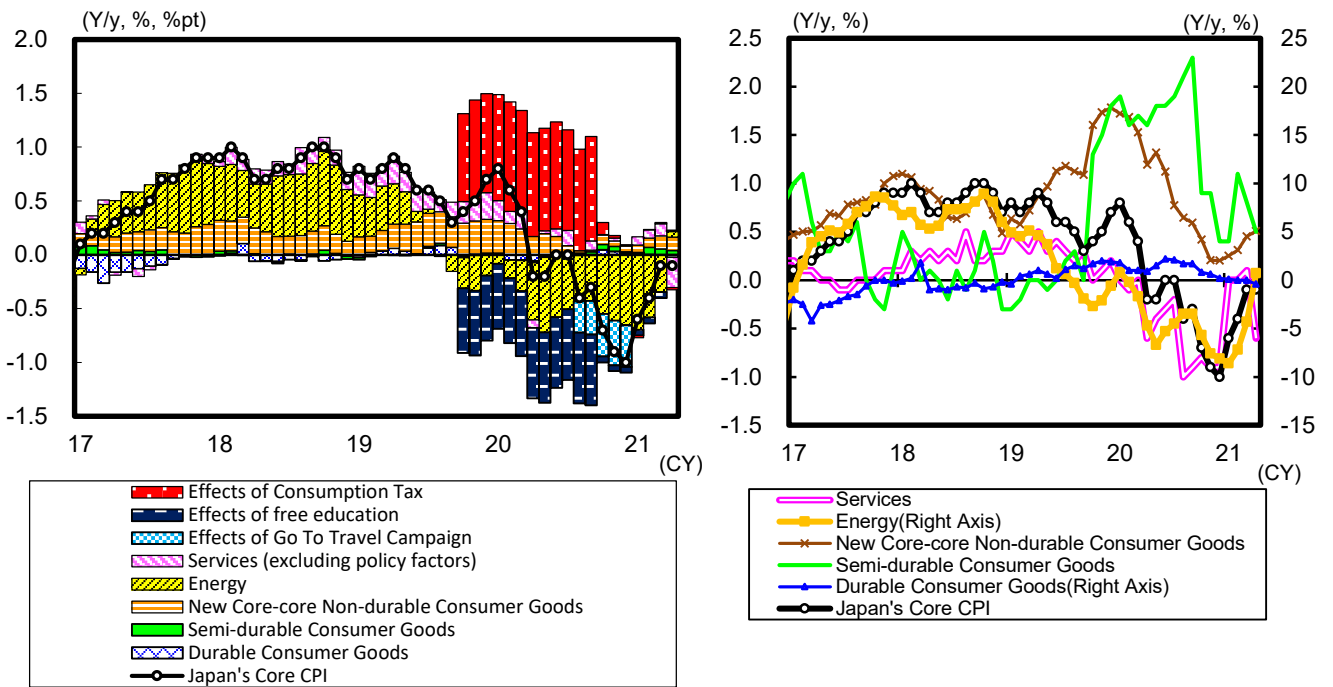 (Y/y, %, %pt)
2.0
1.5
1.0
0.5
0.0
-0.5
-1.0
-1.5
17 18 19 20 21
(CY)
Effects of Consumption Tax
Effects of free education
Effects of Go To Travel Campaign
Services (excluding policy factors)
Energy
New Core-core Non-durable Consumer Goods
Semi-durable Consumer Goods
Durable Consumer Goods
Japan's Core CPI
(Y/y, %) (Y/y, %)
2.5 25
2.0 20
1.5 15
1.0 10
0.5 5
0.0 0
-0.5 -5
-1.0 -10
-1.5 -15
17 18 19 20 21
(CY)
Services
Energy(Right Axis)
New Core-core Non-durable Consumer Goods
Semi-durable Consumer Goods
Durable Consumer Goods(Right Axis)
Japan's Core CPI